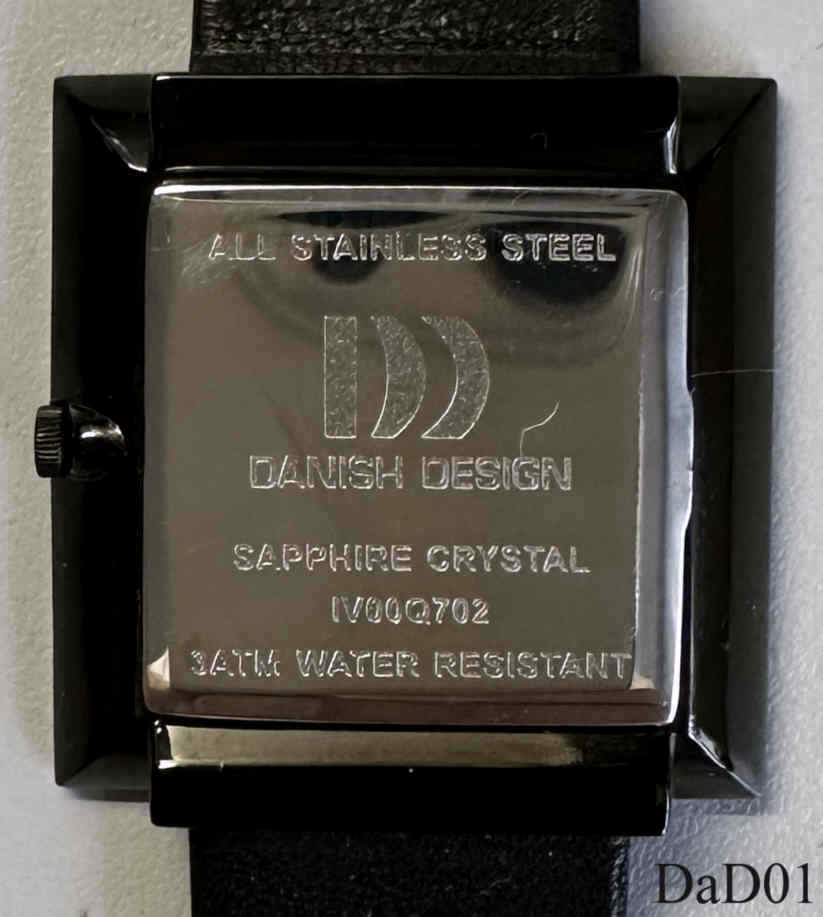 ALL STAINLESS STEEL
DANISH DESIGN
SAPPHIRE CRYSTAL
IV00Q702
3ATM WATER RESISTANT
DaD01